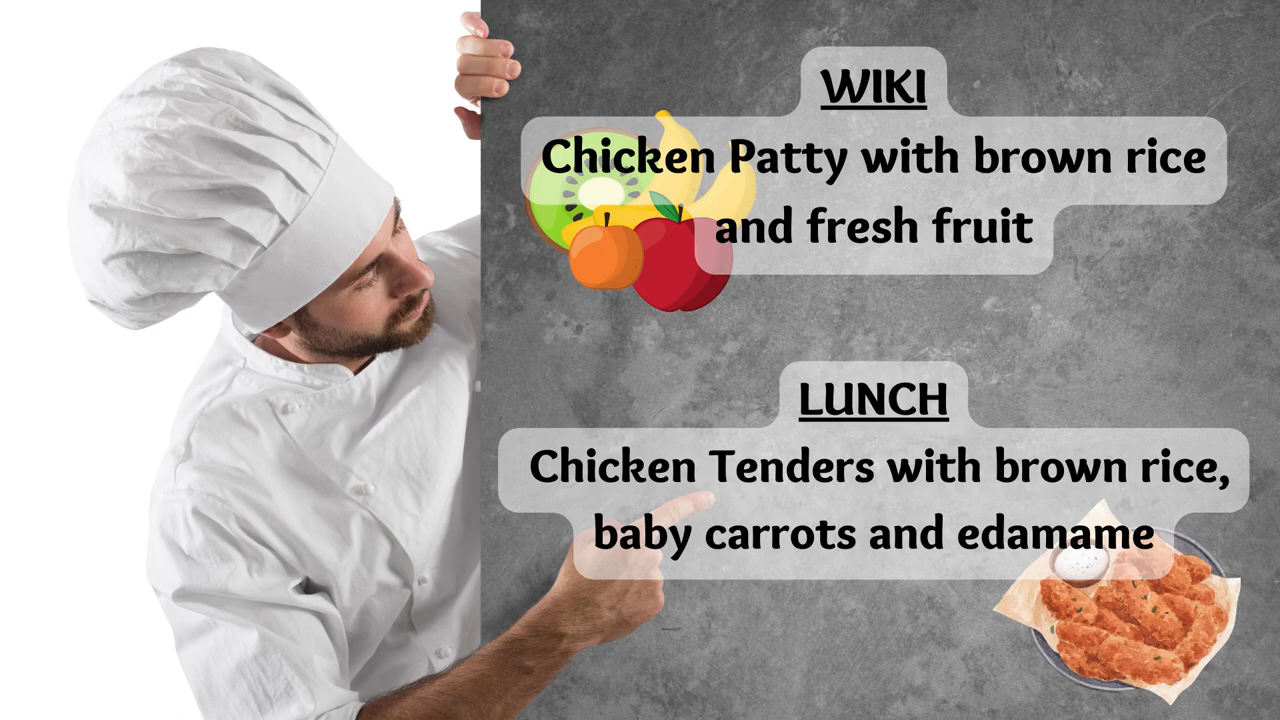 WIKI
Chicken Patty with brown rice
and fresh fruit
LUNCH
Chicken Tenders with brown rice,
baby carrots and edamame